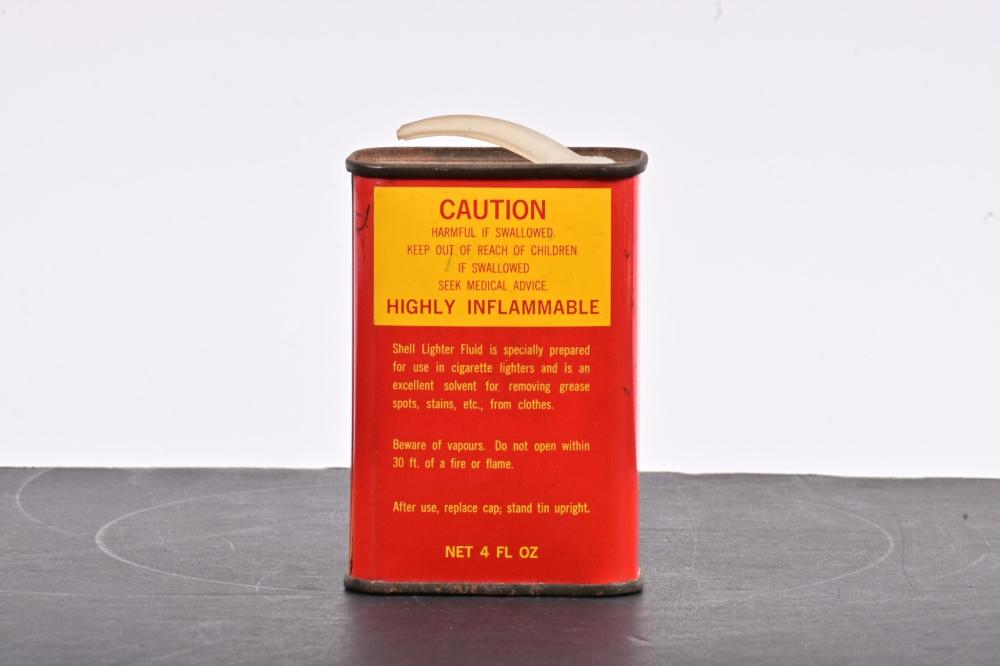 CAUTION
HARMFUL IF SWALLOWED.
KEEP OUT OF REACH OF CHILDREN.
IF SWALLOWED
SEEK MEDICAL ADVICE.
HIGHLY INFLAMMABLE
Shell Lighter Fluid is specially prepared
for use in cigarette lighters and is an
excellent solvent for removing grease
spots, stains, etc., from clothes.
Beware of vapours. Do not open within
30 ft. of a fire or flame.
After use, replace cap; stand tin upright.
NET 4 FL OZ